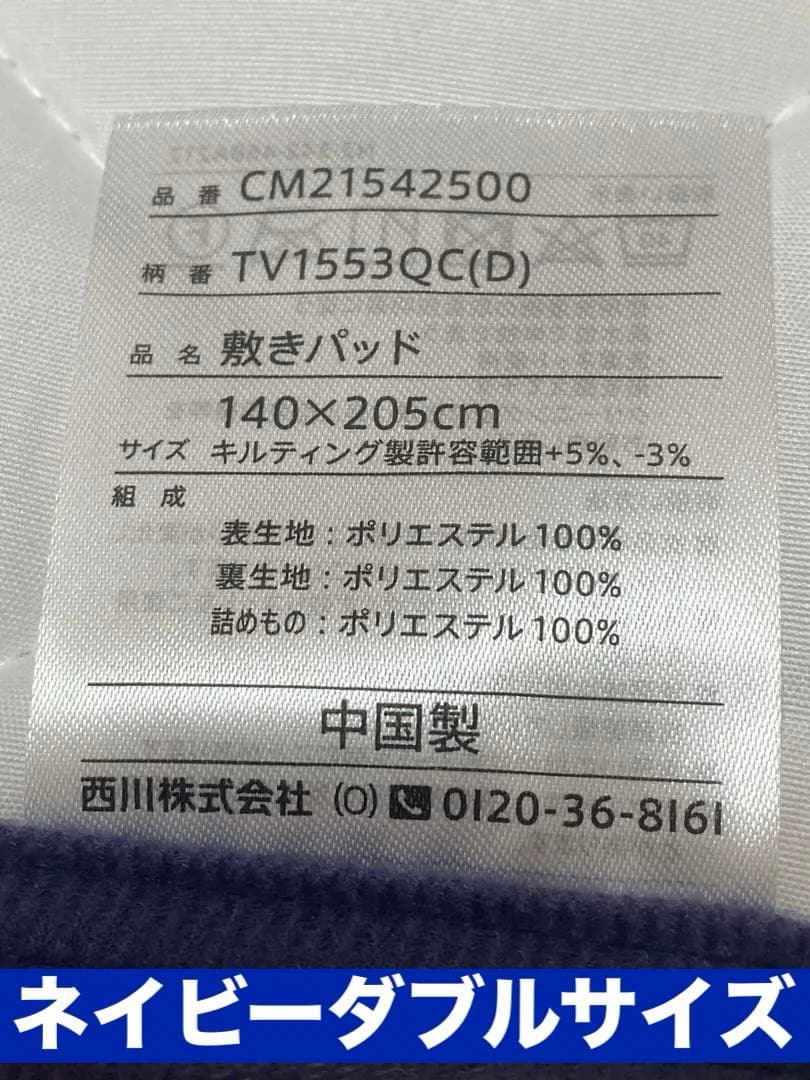 品番 CM21542500
柄番 TV1553QC(D)
品名 敷きパッド
140×205cm
サイズ キルティング製許容範囲+5%、-3%
組成
表生地：ポリエステル100%
裏生地：ポリエステル100%
詰めもの：ポリエステル100%
中国製
西川株式会社 (O) 0120-36-8161
ネイビーダブルサイズ